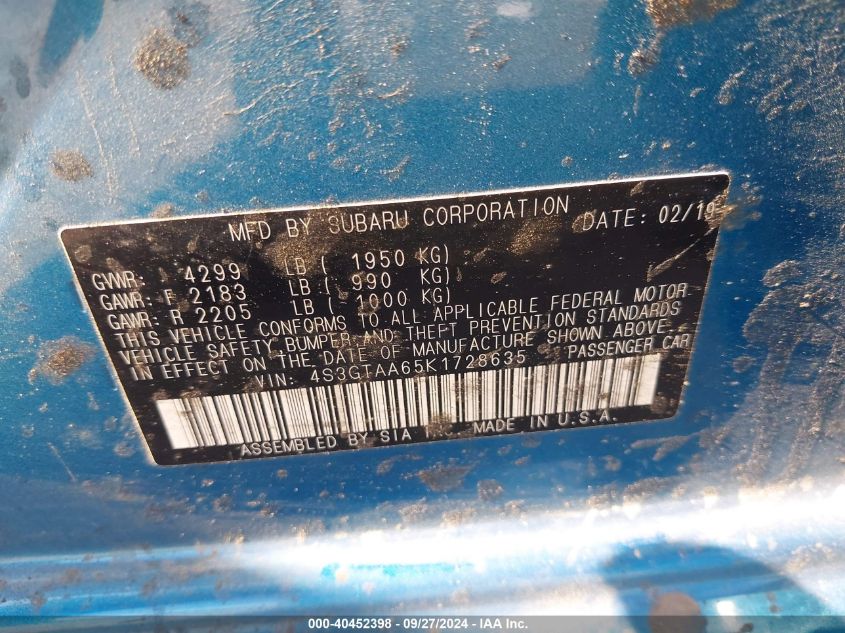 MFD BY SUBARU CORPORATION DATE: 02/19
GVWR: 4299 LB ( 1950 KG)
GAWR: F 2183 LB ( 990 KG)
GAWR: R 2205 LB ( 1000 KG)
THIS VEHICLE CONFORMS TO ALL APPLICABLE FEDERAL MOTOR
VEHICLE SAFETY BUMPER AND THEFT PREVENTION STANDARDS
IN EFFECT ON THE DATE OF MANUFACTURE SHOWN ABOVE.
VIN: 4S3GTAA65K1728635 PASSENGER CAR
ASSEMBLED BY SIA MADE IN U.S.A.
000-40452398 - 09/27/2024 - IAA Inc.